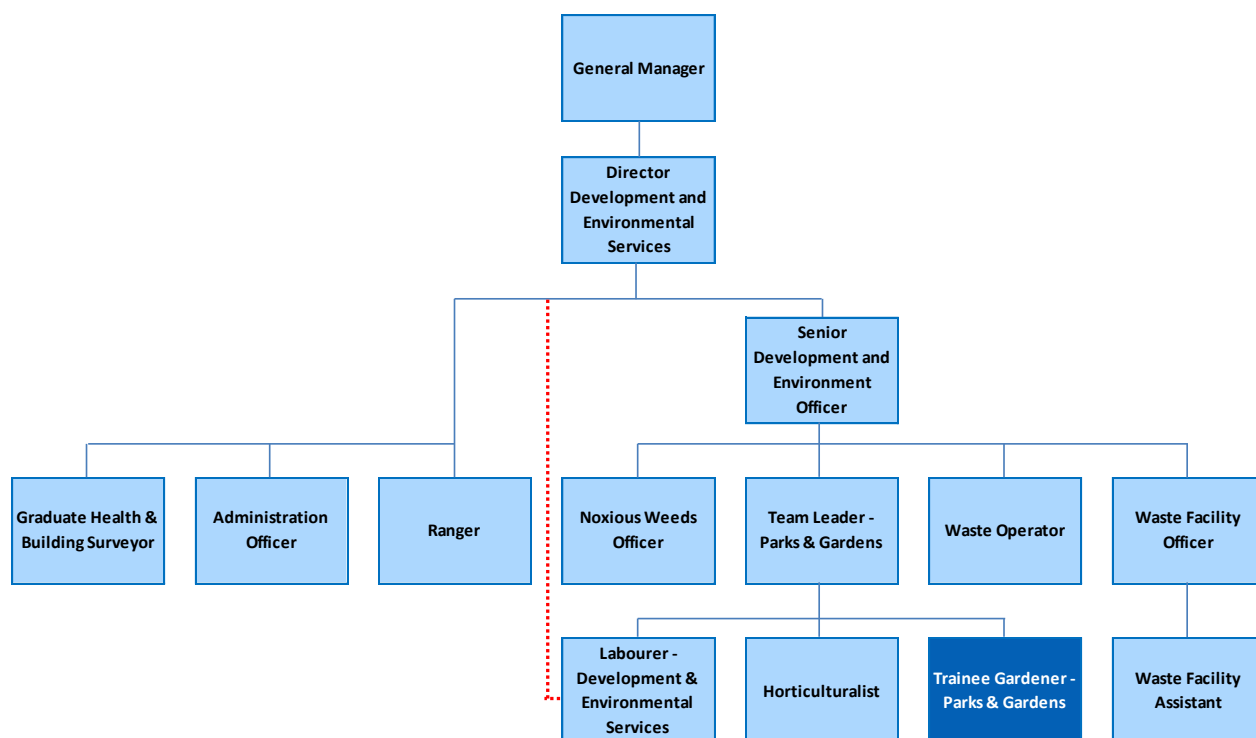 General Manager
Director
Development and
Environmental
Services
Senior
Development and
Environment
Officer
Graduate Health &
Building Surveyor
Administration
Officer
Ranger
Noxious Weeds
Officer
Team Leader -
Parks & Gardens
Waste Operator
Waste Facility
Officer
Labourer -
Development &
Environmental
Services
Horticulturalist
Trainee Gardener -
Parks & Gardens
Waste Facility
Assistant